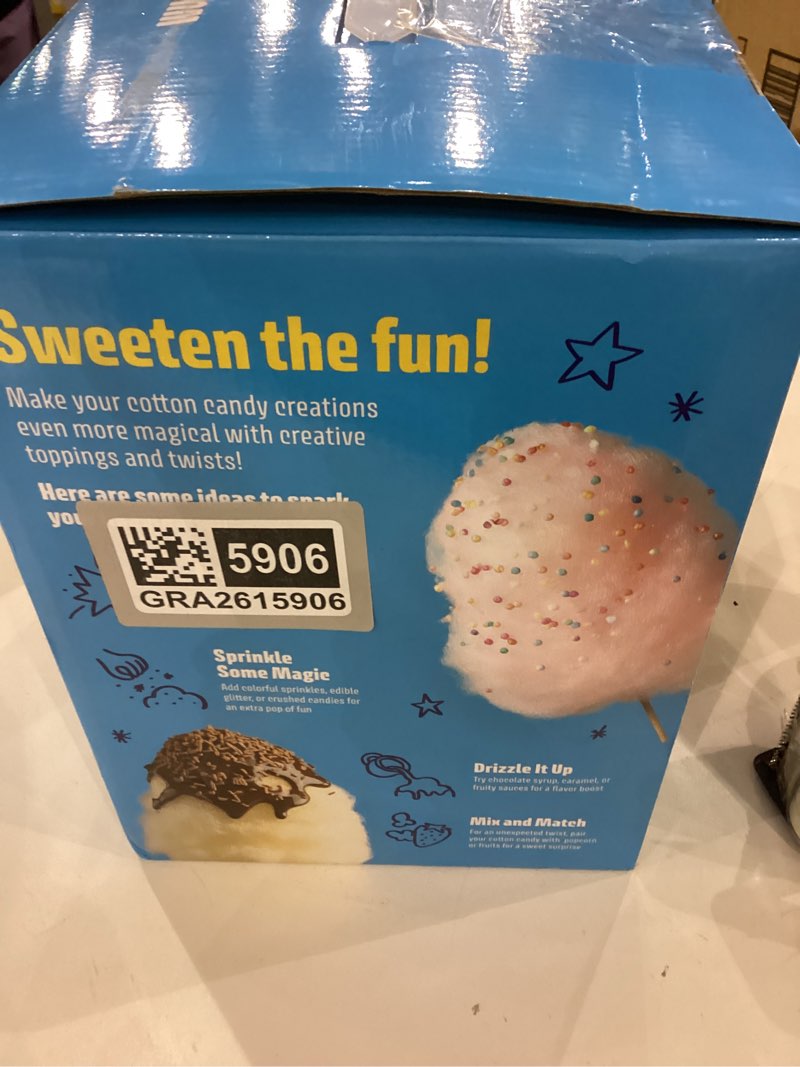 Sweeten the fun!
Make your cotton candy creations
even more magical with creative
toppings and twists!
Here are some ideas to spark
5906
GRA2615906
Sprinkle
Some Magic
Add colorful sprinkles, edible
glitter, or crushed candies for
an extra pop of fun
Drizzle It Up
Try chocolate syrup, caramel, or
fruity sauces for a flavor boost
Mix and Match
For an unexpected twist, pair
your cotton candy with popcorn
or fruits for a sweet surprise